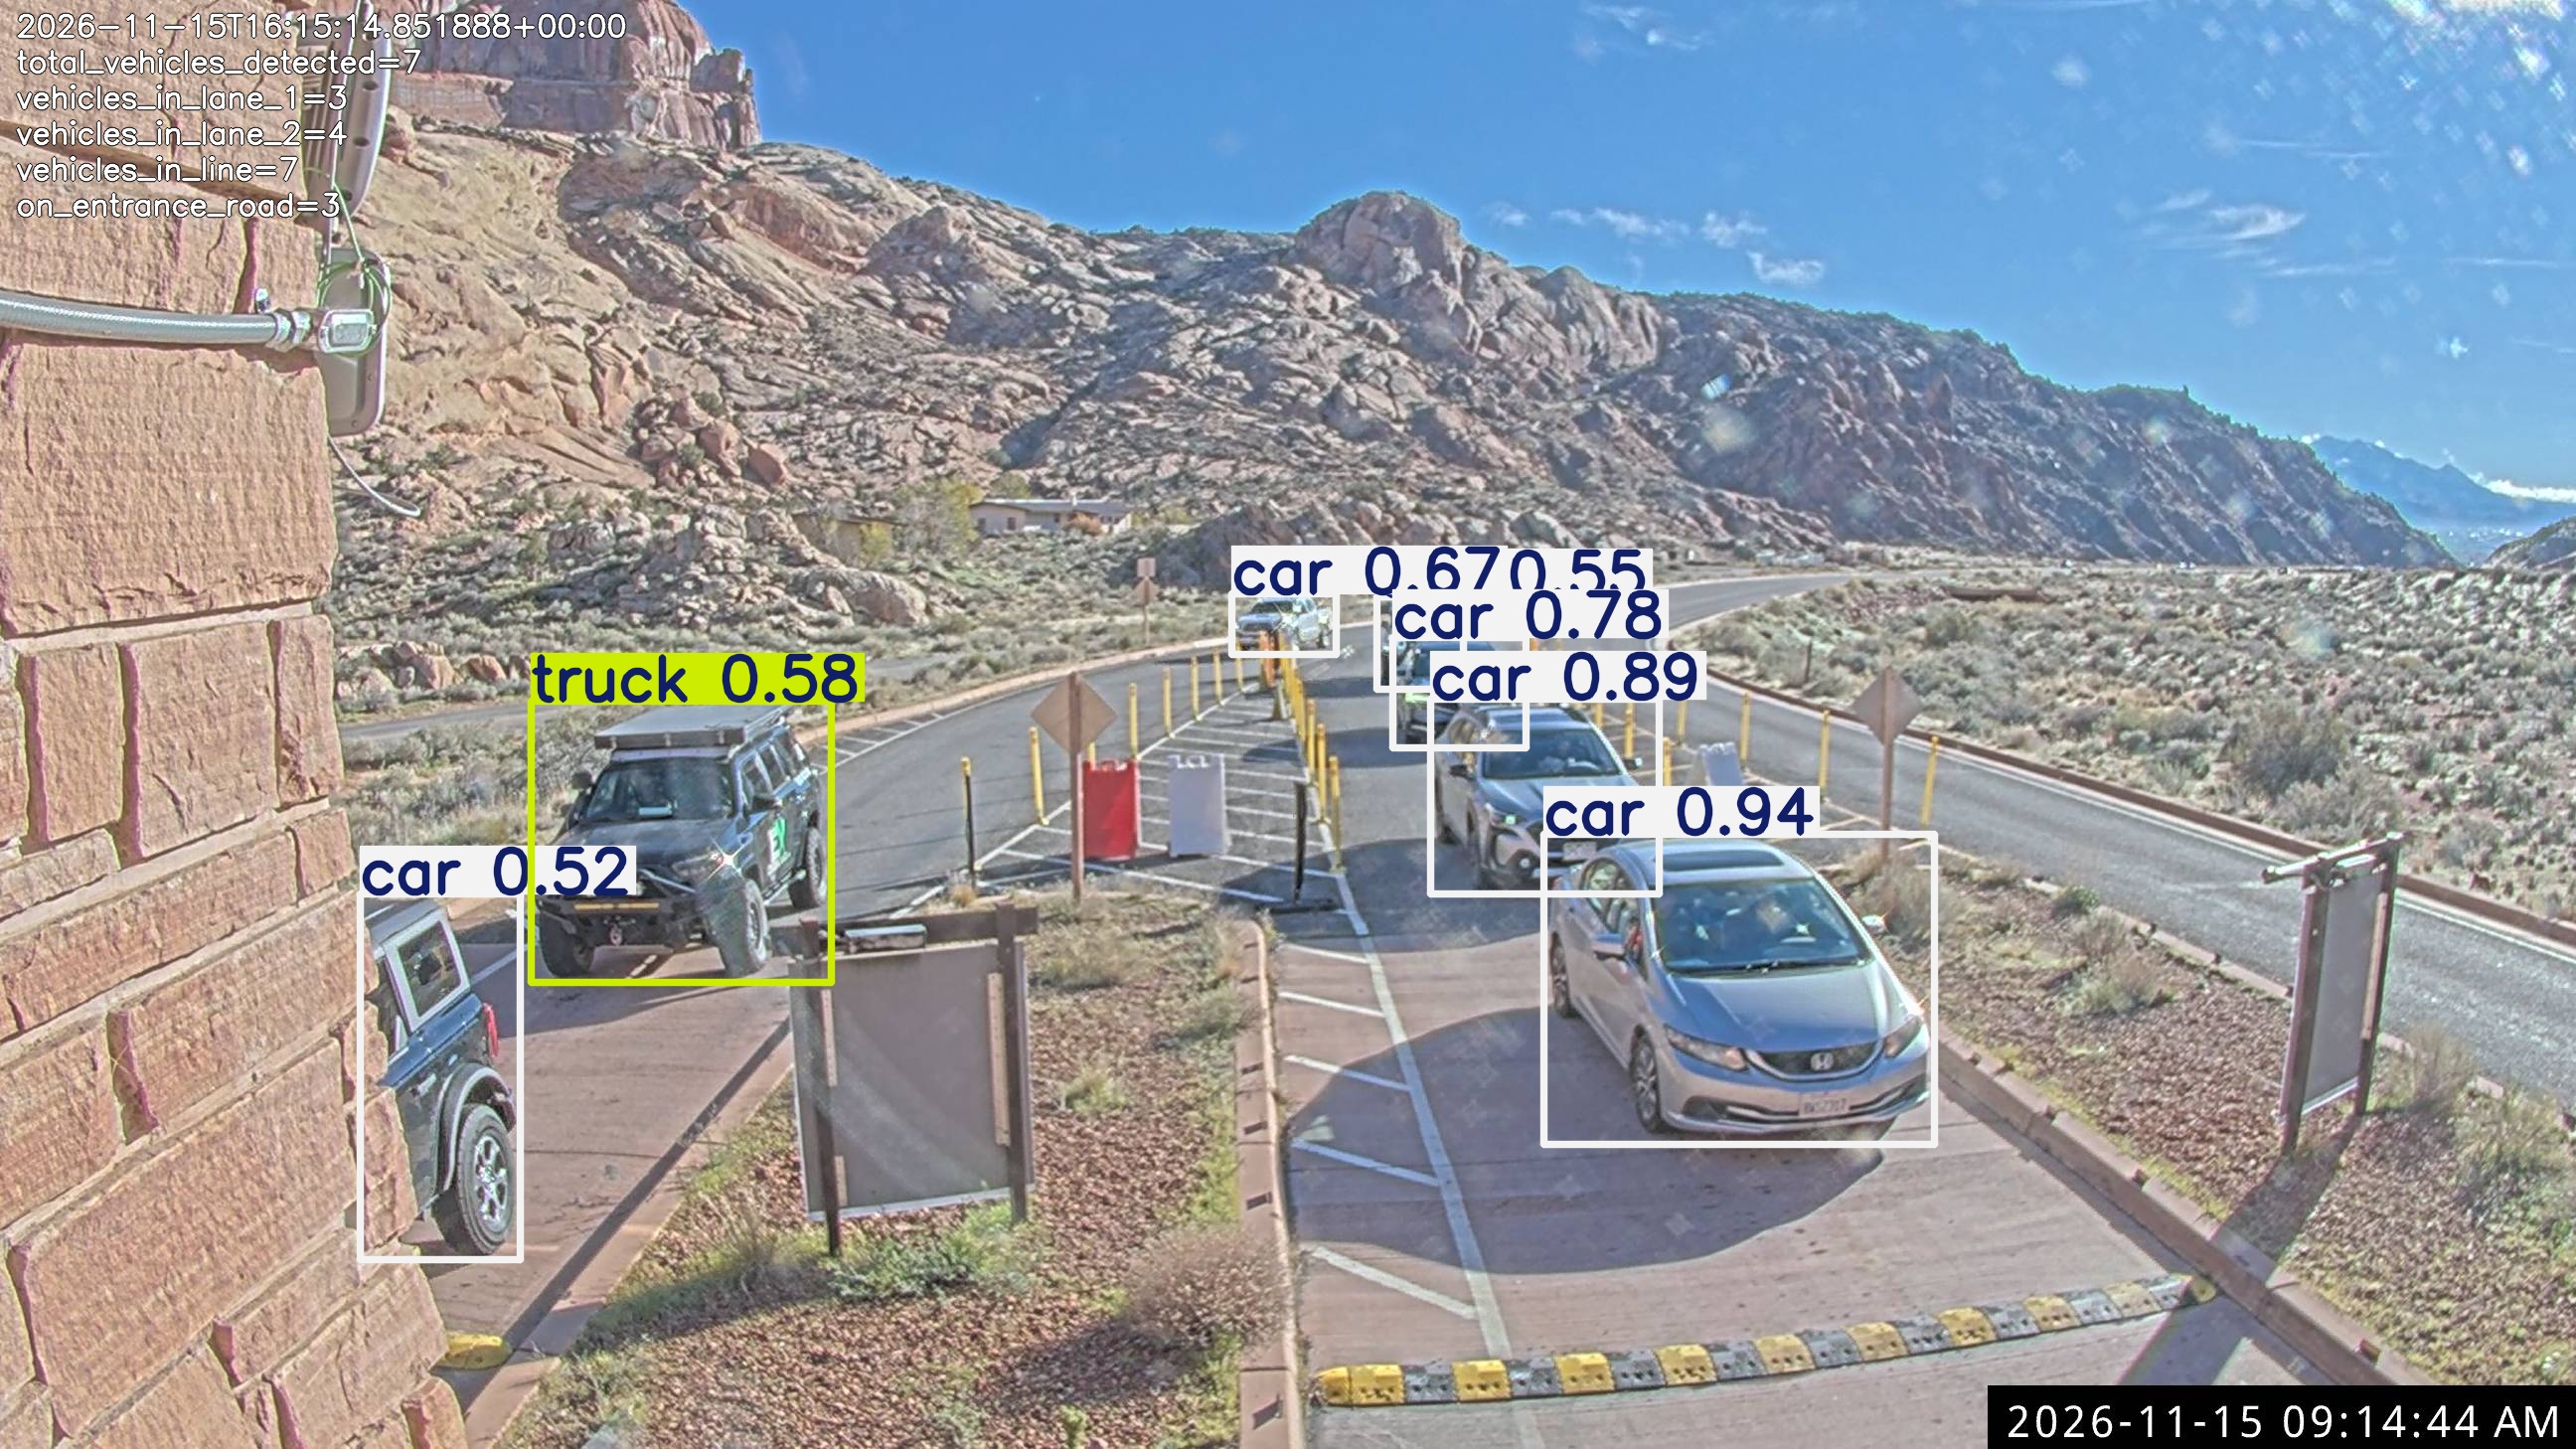 2026-11-15T16:15:14.851888+00:00
total_vehicles_detected=7
vehicles_in_lane_1=3
vehicles_in_lane_2=4
vehicles_in_line=7
on_entrance_road=3
car 0.67
0.55
car 0.78
car 0.89
truck 0.58
car 0.94
car 0.52
2026-11-15 09:14:44 AM